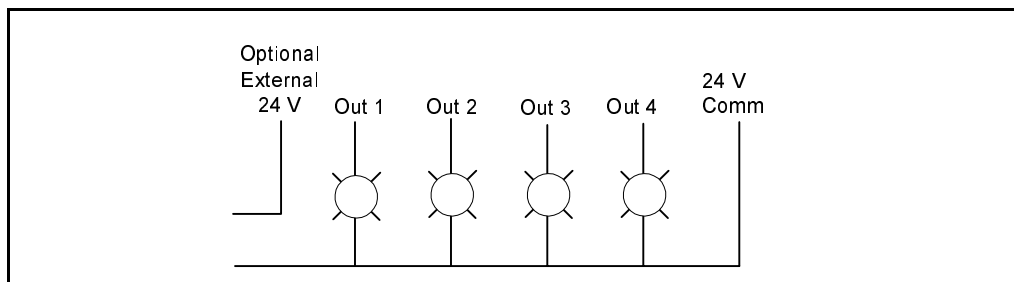 Optional
External
24 V
Out 1
Out 2
Out 3
Out 4
24 V
Comm